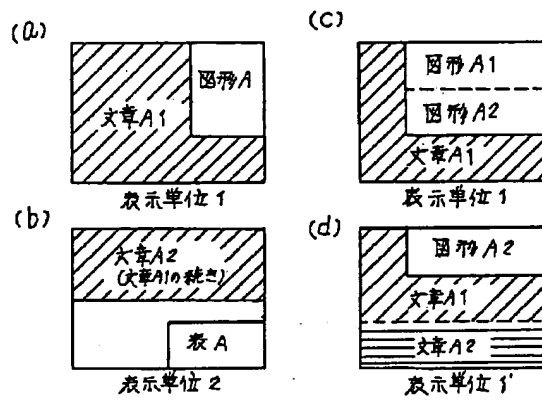 (a)
図形A
文章A1
表示単位1
(b)
文章A2
(文章A1の続き)
表A
表示単位2
(c)
図形A1
図形A2
文章A1
表示単位1
(d)
図形A2
文章A1
文章A2
表示単位1'